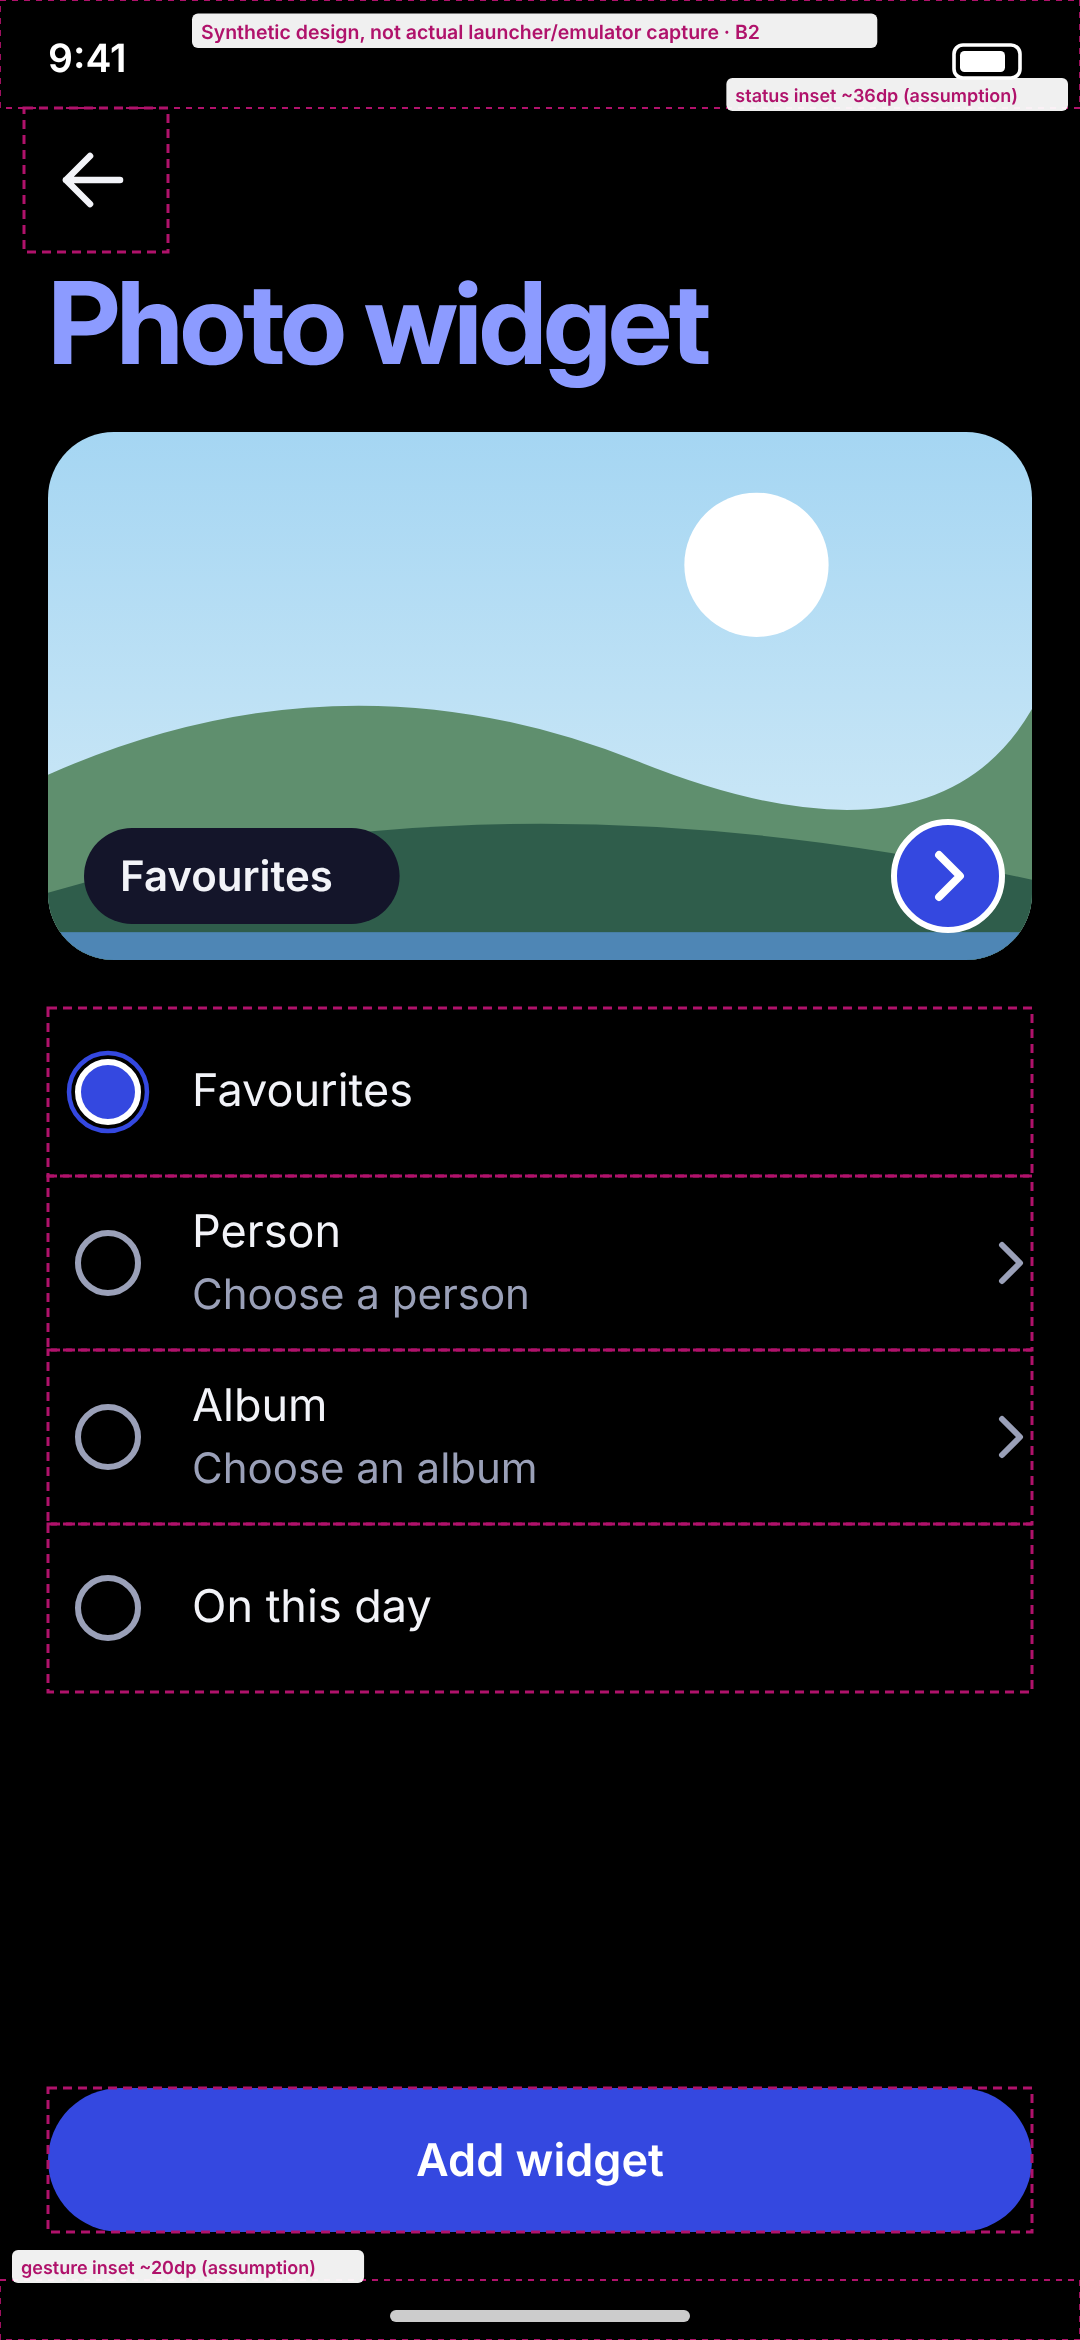 Synthetic design, not actual launcher/emulator capture · B2
9:41
status inset ~36dp (assumption)
Photo widget
Favourites
Favourites
Person
Choose a person
Album
Choose an album
On this day
Add widget
gesture inset ~20dp (assumption)